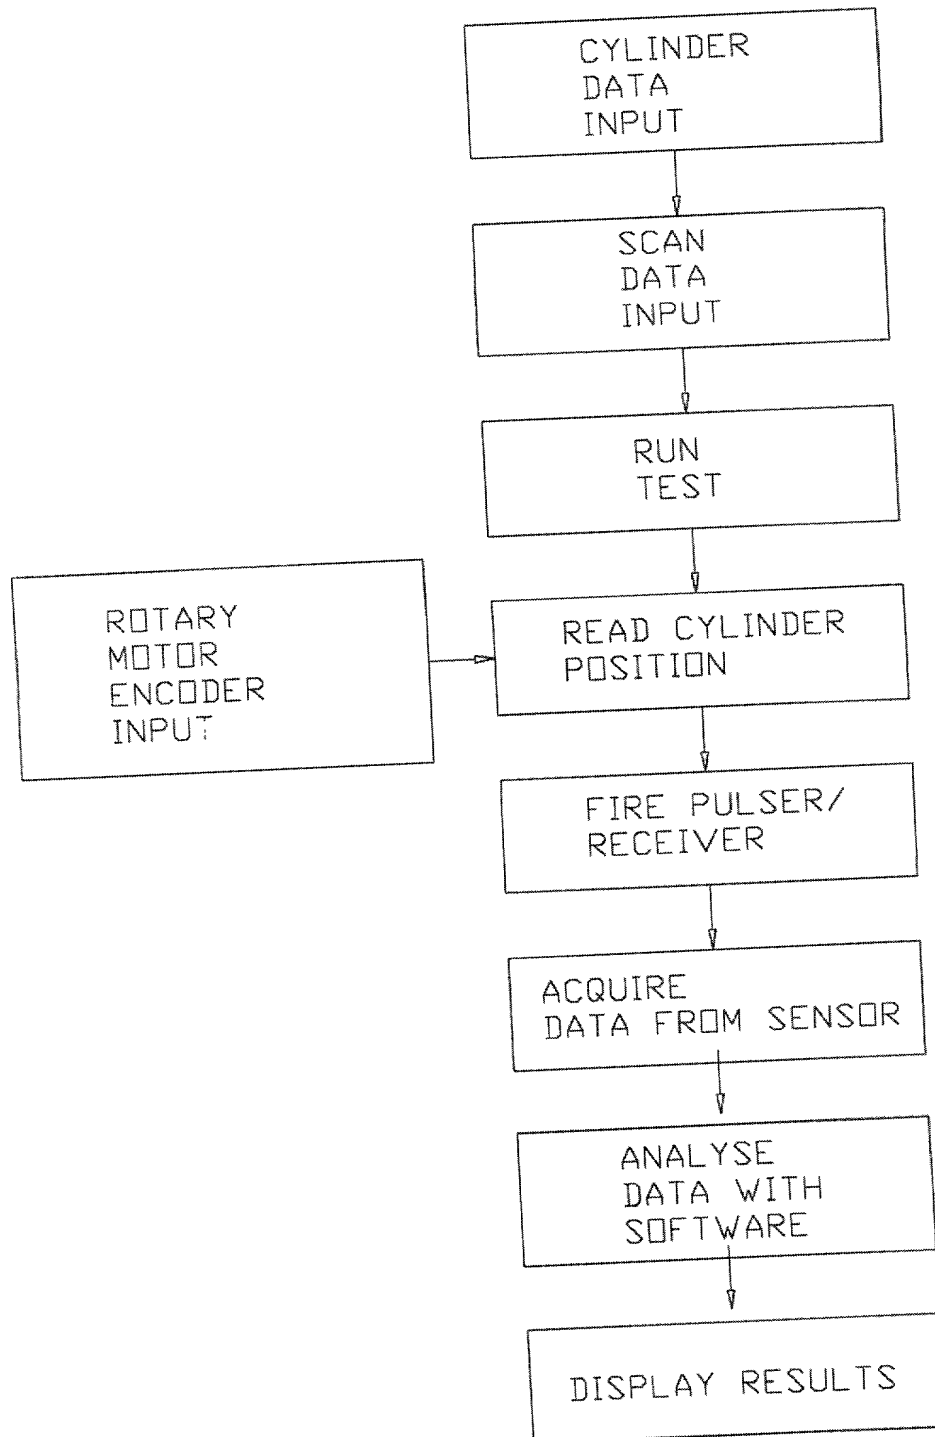 CYLINDER
DATA
INPUT
SCAN
DATA
INPUT
RUN
TEST
ROTARY
MOTOR
ENCODER
INPUT
READ CYLINDER
POSITION
FIRE PULSER/
RECEIVER
ACQUIRE
DATA FROM SENSOR
ANALYSE
DATA WITH
SOFTWARE
DISPLAY RESULTS